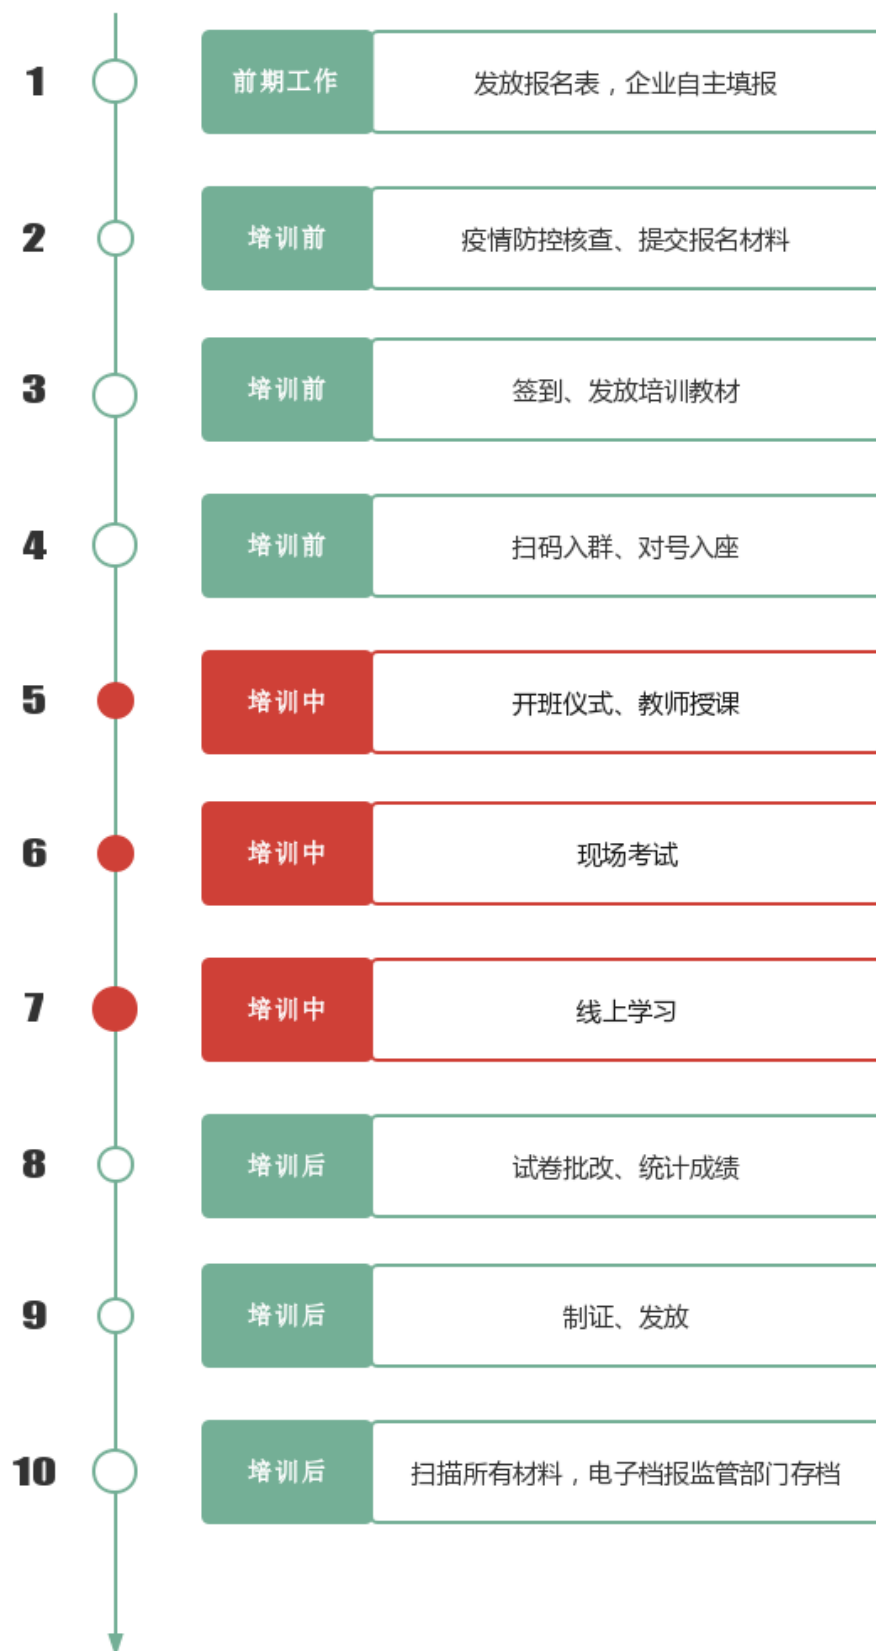 1
前期工作
发放报名表，企业自主填报
2
培训前
疫情防控核查、提交报名材料
3
培训前
签到、发放培训教材
4
培训前
扫码入群、对号入座
5
培训中
开班仪式、教师授课
6
培训中
现场考试
7
培训中
线上学习
8
培训后
试卷批改、统计成绩
9
培训后
制证、发放
10
培训后
扫描所有材料，电子档报监管部门存档